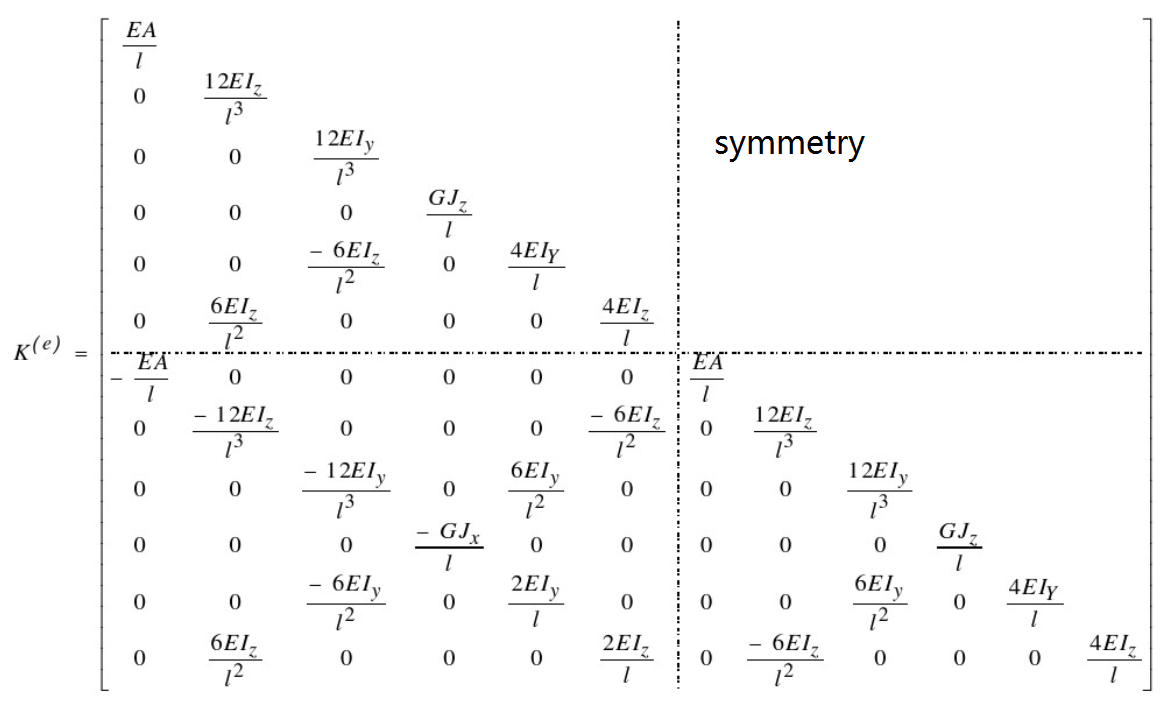 \frac{EA}{l}
0 \frac{12EI_z}{l^3}
0 0 \frac{12EI_y}{l^3} symmetry
0 0 0 \frac{GJ_z}{l}
0 0 \frac{- 6EI_z}{l^2} 0 \frac{4EI_Y}{l}
0 \frac{6EI_z}{l^2} 0 0 0 \frac{4EI_z}{l}
K^{(e)} =
- \frac{EA}{l} 0 0 0 0 0 \frac{EA}{l}
0 \frac{- 12EI_z}{l^3} 0 0 0 \frac{- 6EI_z}{l^2} 0 \frac{12EI_z}{l^3}
0 0 \frac{- 12EI_y}{l^3} 0 \frac{6EI_y}{l^2} 0 0 0 \frac{12EI_y}{l^3}
0 0 0 \frac{- GJ_x}{l} 0 0 0 0 0 \frac{GJ_z}{l}
0 0 \frac{- 6EI_y}{l^2} 0 \frac{2EI_y}{l} 0 0 0 \frac{6EI_y}{l^2} 0 \frac{4EI_Y}{l}
0 \frac{6EI_z}{l^2} 0 0 0 \frac{2EI_z}{l} 0 \frac{- 6EI_z}{l^2} 0 0 0 \frac{4EI_z}{l}